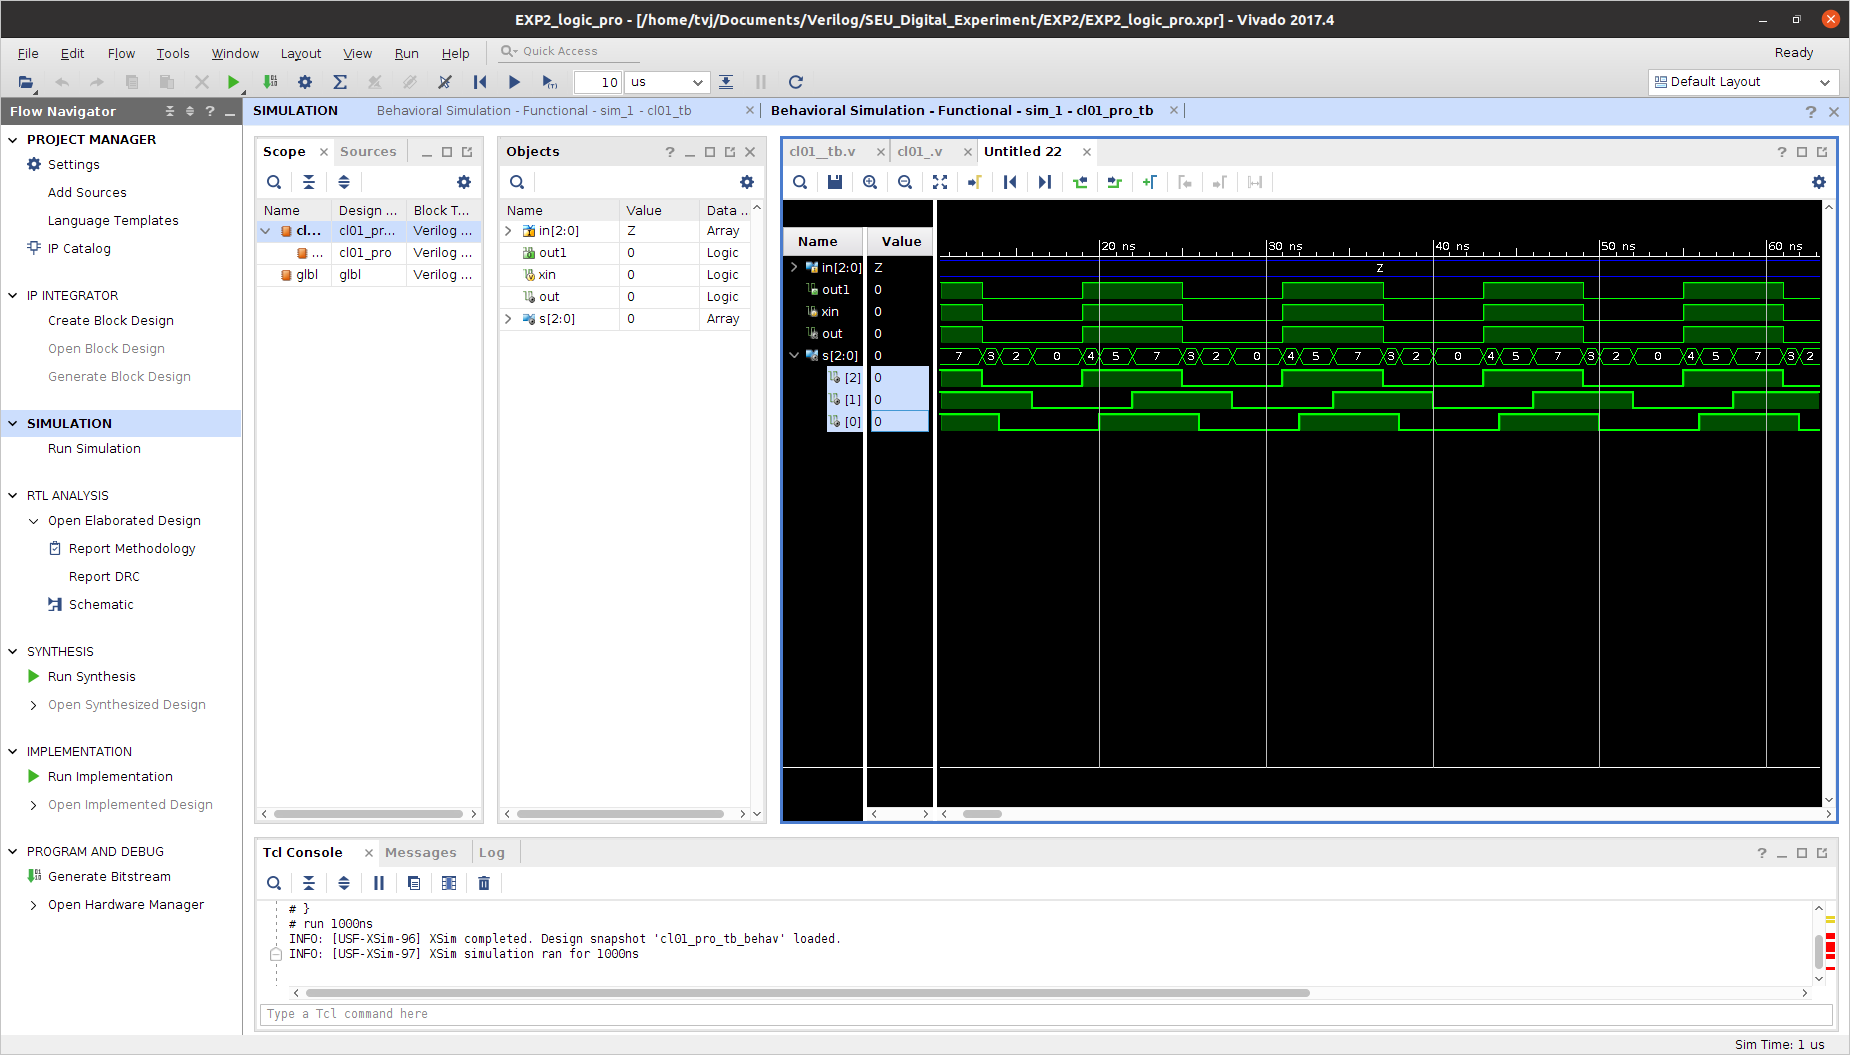 EXP2_logic_pro - [/home/tvj/Documents/Verilog/SEU_Digital_Experiment/EXP2/EXP2_logic_pro.xpr] - Vivado 2017.4
File Edit Flow Tools Window Layout View Run Help Quick Access Ready
10 us Default Layout
Flow Navigator
PROJECT MANAGER
Settings
Add Sources
Language Templates
IP Catalog
IP INTEGRATOR
Create Block Design
Open Block Design
Generate Block Design
SIMULATION
Run Simulation
RTL ANALYSIS
Open Elaborated Design
Report Methodology
Report DRC
Schematic
SYNTHESIS
Run Synthesis
Open Synthesized Design
IMPLEMENTATION
Run Implementation
Open Implemented Design
PROGRAM AND DEBUG
Generate Bitstream
Open Hardware Manager
SIMULATION Behavioral Simulation - Functional - sim_1 - cl01_tb Behavioral Simulation - Functional - sim_1 - cl01_pro_tb
Scope Sources
Name Design ... Block T...
cl... cl01_pr... Verilog ...
... cl01_pro Verilog ...
glbl glbl Verilog ...
Objects
Name Value Data ..
in[2:0] Z Array
out1 0 Logic
xin 0 Logic
out 0 Logic
s[2:0] 0 Array
cl01__tb.v cl01_.v Untitled 22
Name Value
20 ns 30 ns 40 ns 50 ns 60 ns
in[2:0] Z Z
out1 0
xin 0
out 0
s[2:0] 0 7 3 2 0 4 5 7 3 2 0 4 5 7 3 2 0 4 5 7 3 2 0 4 5 7 3 2
[2] 0
[1] 0
[0] 0
Tcl Console Messages Log
# }
# run 1000ns
INFO: [USF-XSim-96] XSim completed. Design snapshot 'cl01_pro_tb_behav' loaded.
INFO: [USF-XSim-97] XSim simulation ran for 1000ns
Type a Tcl command here
Sim Time: 1 us